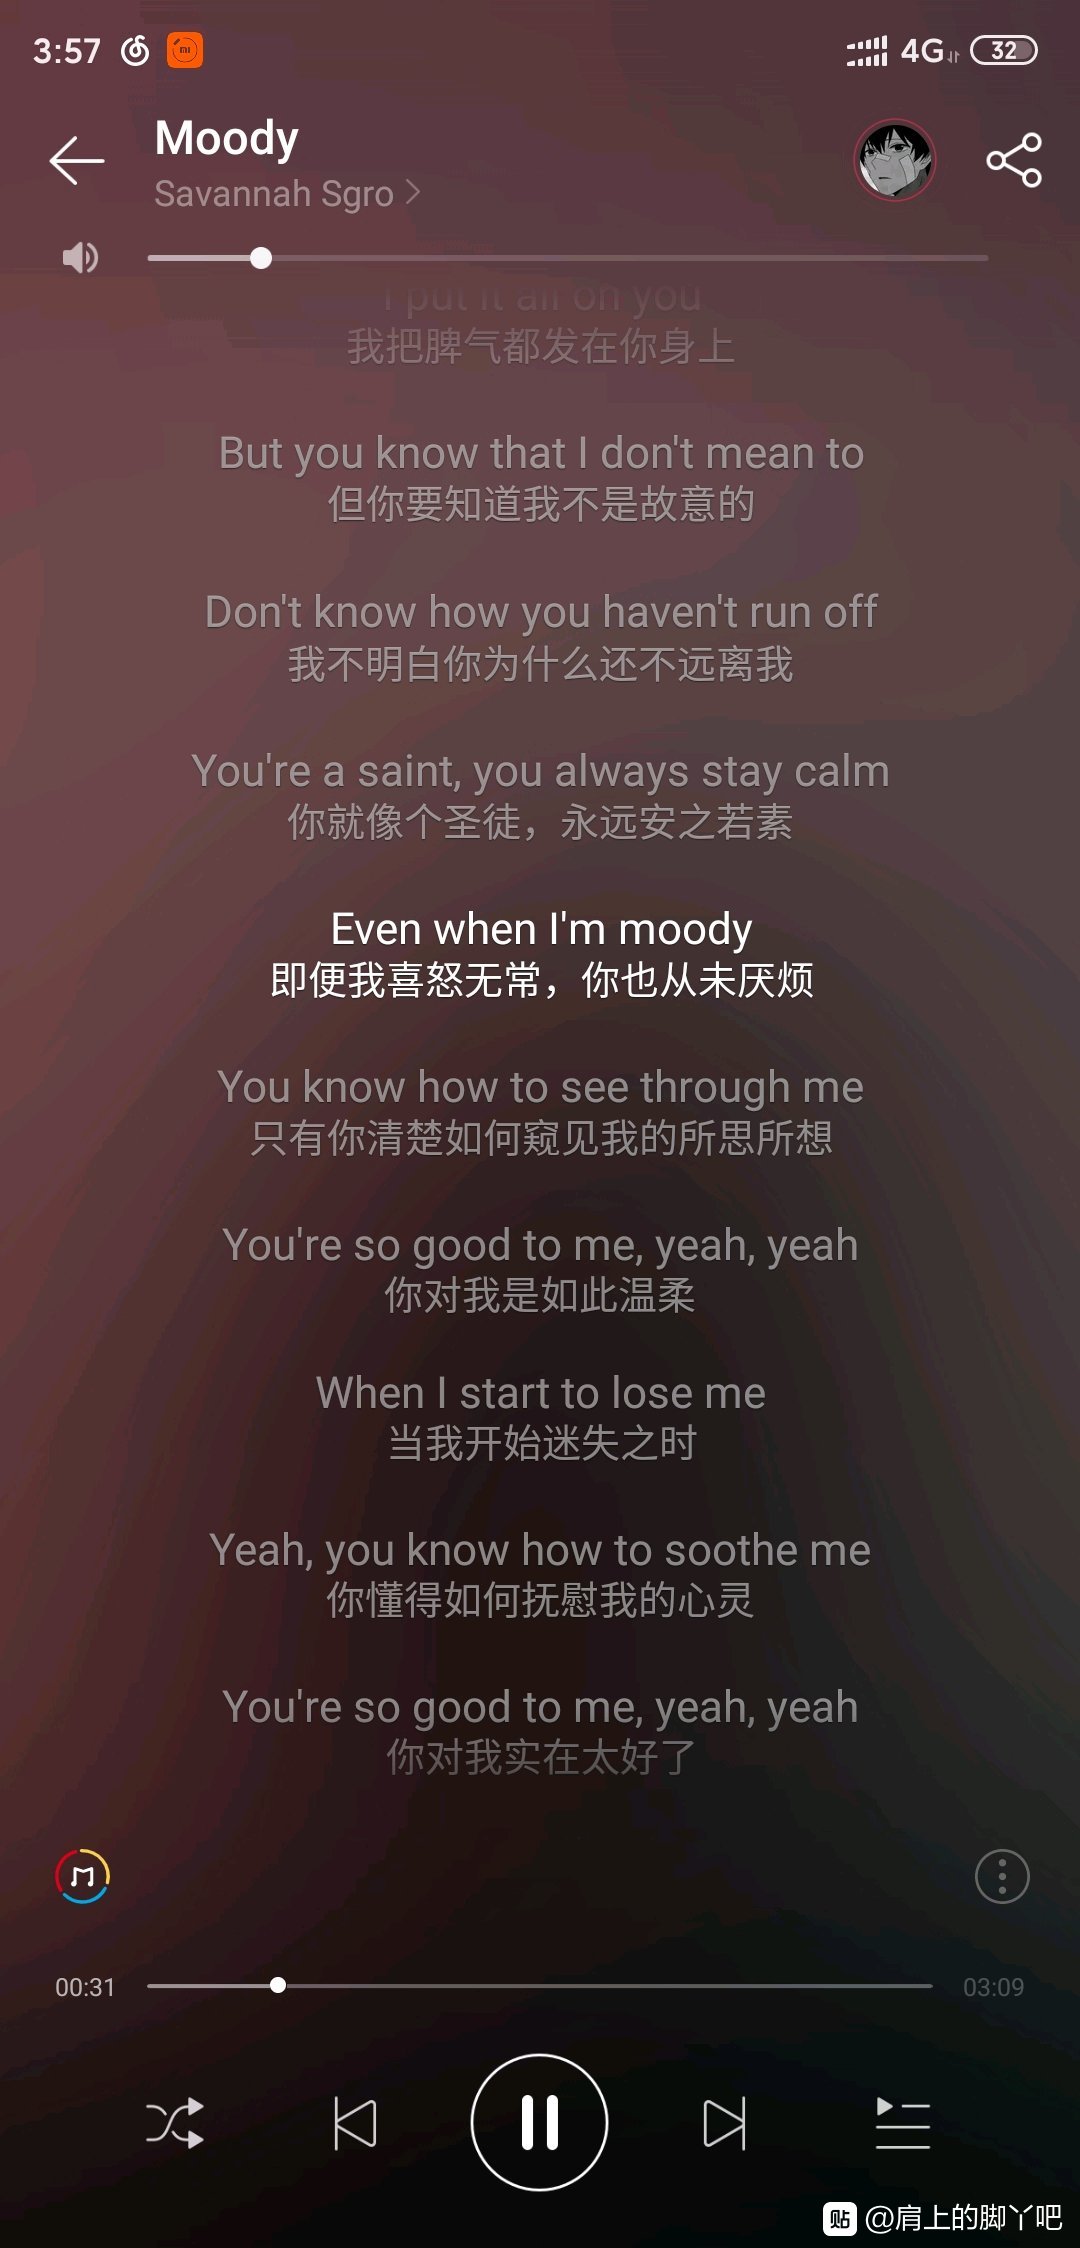 3:57
4G
32
Moody
Savannah Sgro
I put it all on you
我把脾气都发在你身上
But you know that I don't mean to
但你要知道我不是故意的
Don't know how you haven't run off
我不明白你为什么还不远离我
You're a saint, you always stay calm
你就像个圣徒，永远安之若素
Even when I'm moody
即便我喜怒无常，你也从未厌烦
You know how to see through me
只有你清楚如何窥见我的所思所想
You're so good to me, yeah, yeah
你对我是如此温柔
When I start to lose me
当我开始迷失之时
Yeah, you know how to soothe me
你懂得如何抚慰我的心灵
You're so good to me, yeah, yeah
你对我实在太好了
00:31
03:09
贴 @肩上的脚丫吧